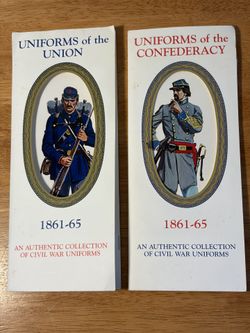 UNIFORMS of the
UNION
1861-65
AN AUTHENTIC COLLECTION
OF CIVIL WAR UNIFORMS
UNIFORMS of the
CONFEDERACY
1861-65
AN AUTHENTIC COLLECTION
OF CIVIL WAR UNIFORMS